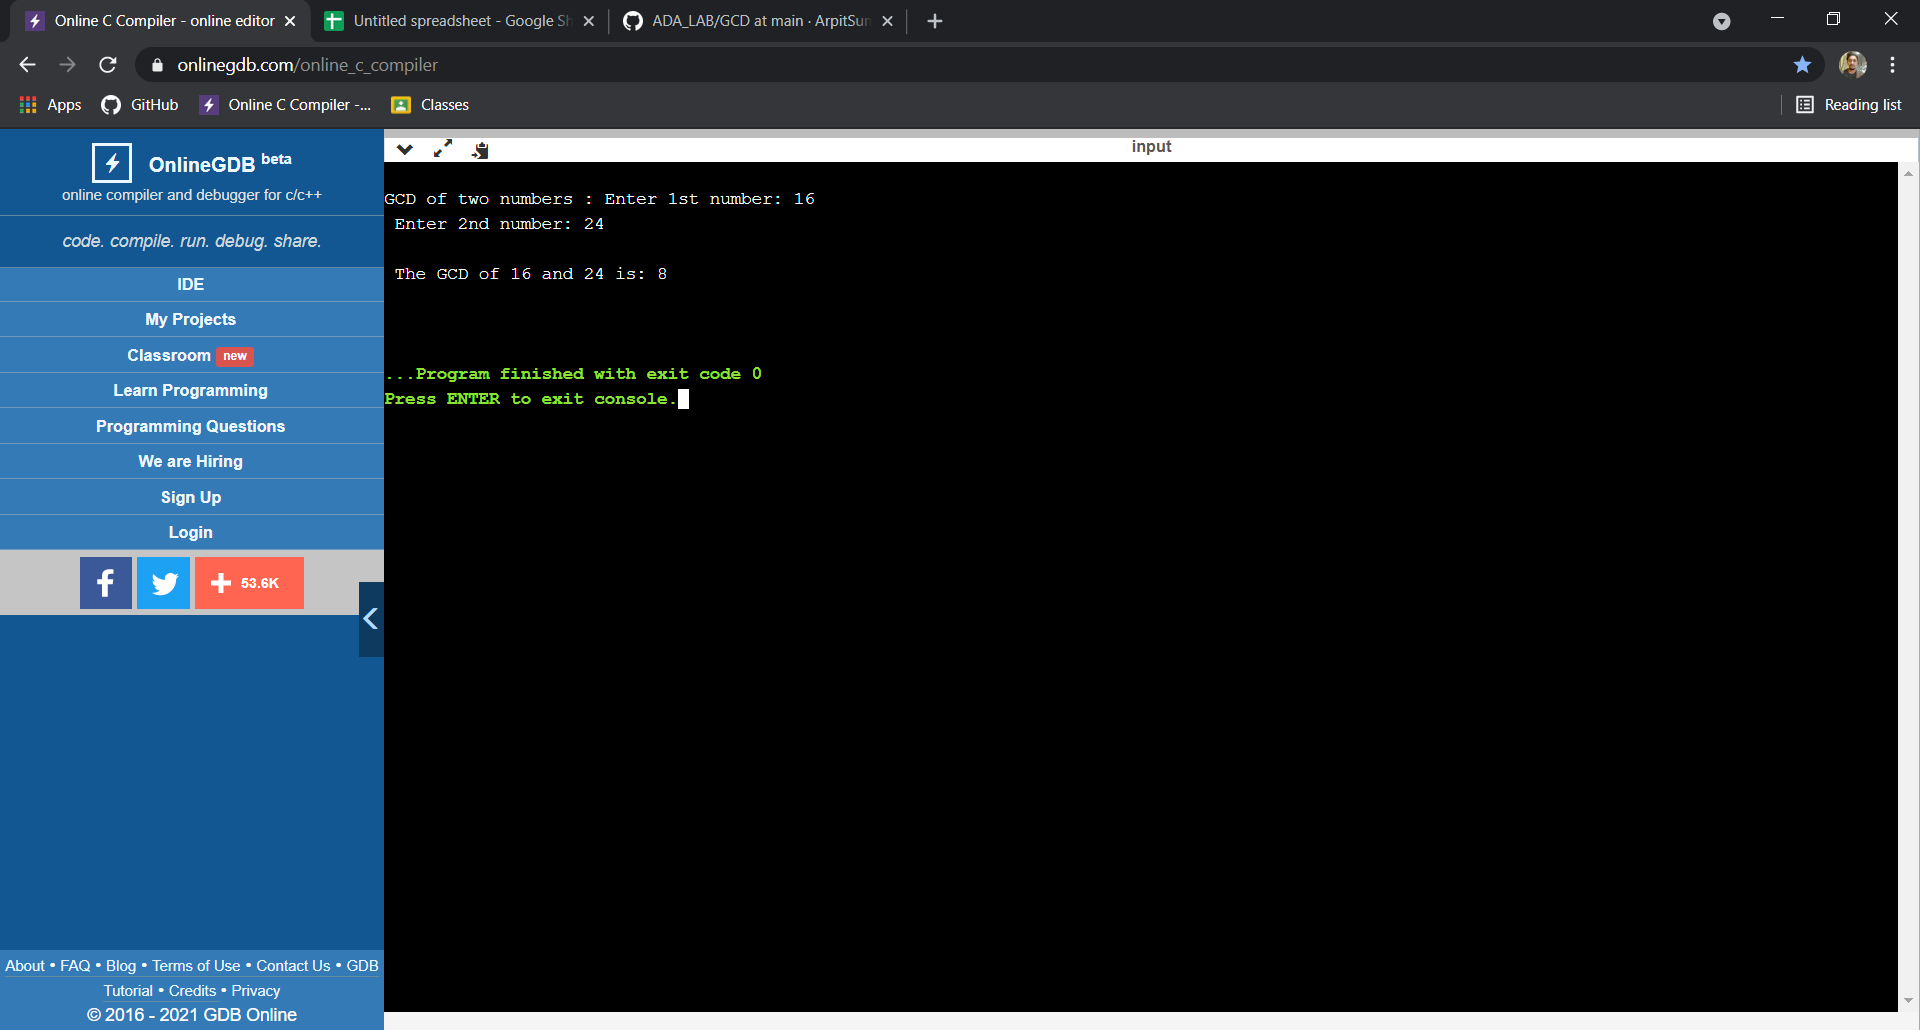 Online C Compiler - online editor
Untitled spreadsheet - Google Sh
ADA_LAB/GCD at main · ArpitSun
onlinegdb.com/online_c_compiler
Apps GitHub Online C Compiler -... Classes Reading list
OnlineGDB beta
online compiler and debugger for c/c++
code. compile. run. debug. share.
IDE
My Projects
Classroom new
Learn Programming
Programming Questions
We are Hiring
Sign Up
Login
53.6K
About • FAQ • Blog • Terms of Use • Contact Us • GDB
Tutorial • Credits • Privacy
© 2016 - 2021 GDB Online
input
GCD of two numbers : Enter 1st number: 16
Enter 2nd number: 24
The GCD of 16 and 24 is: 8
...Program finished with exit code 0
Press ENTER to exit console.